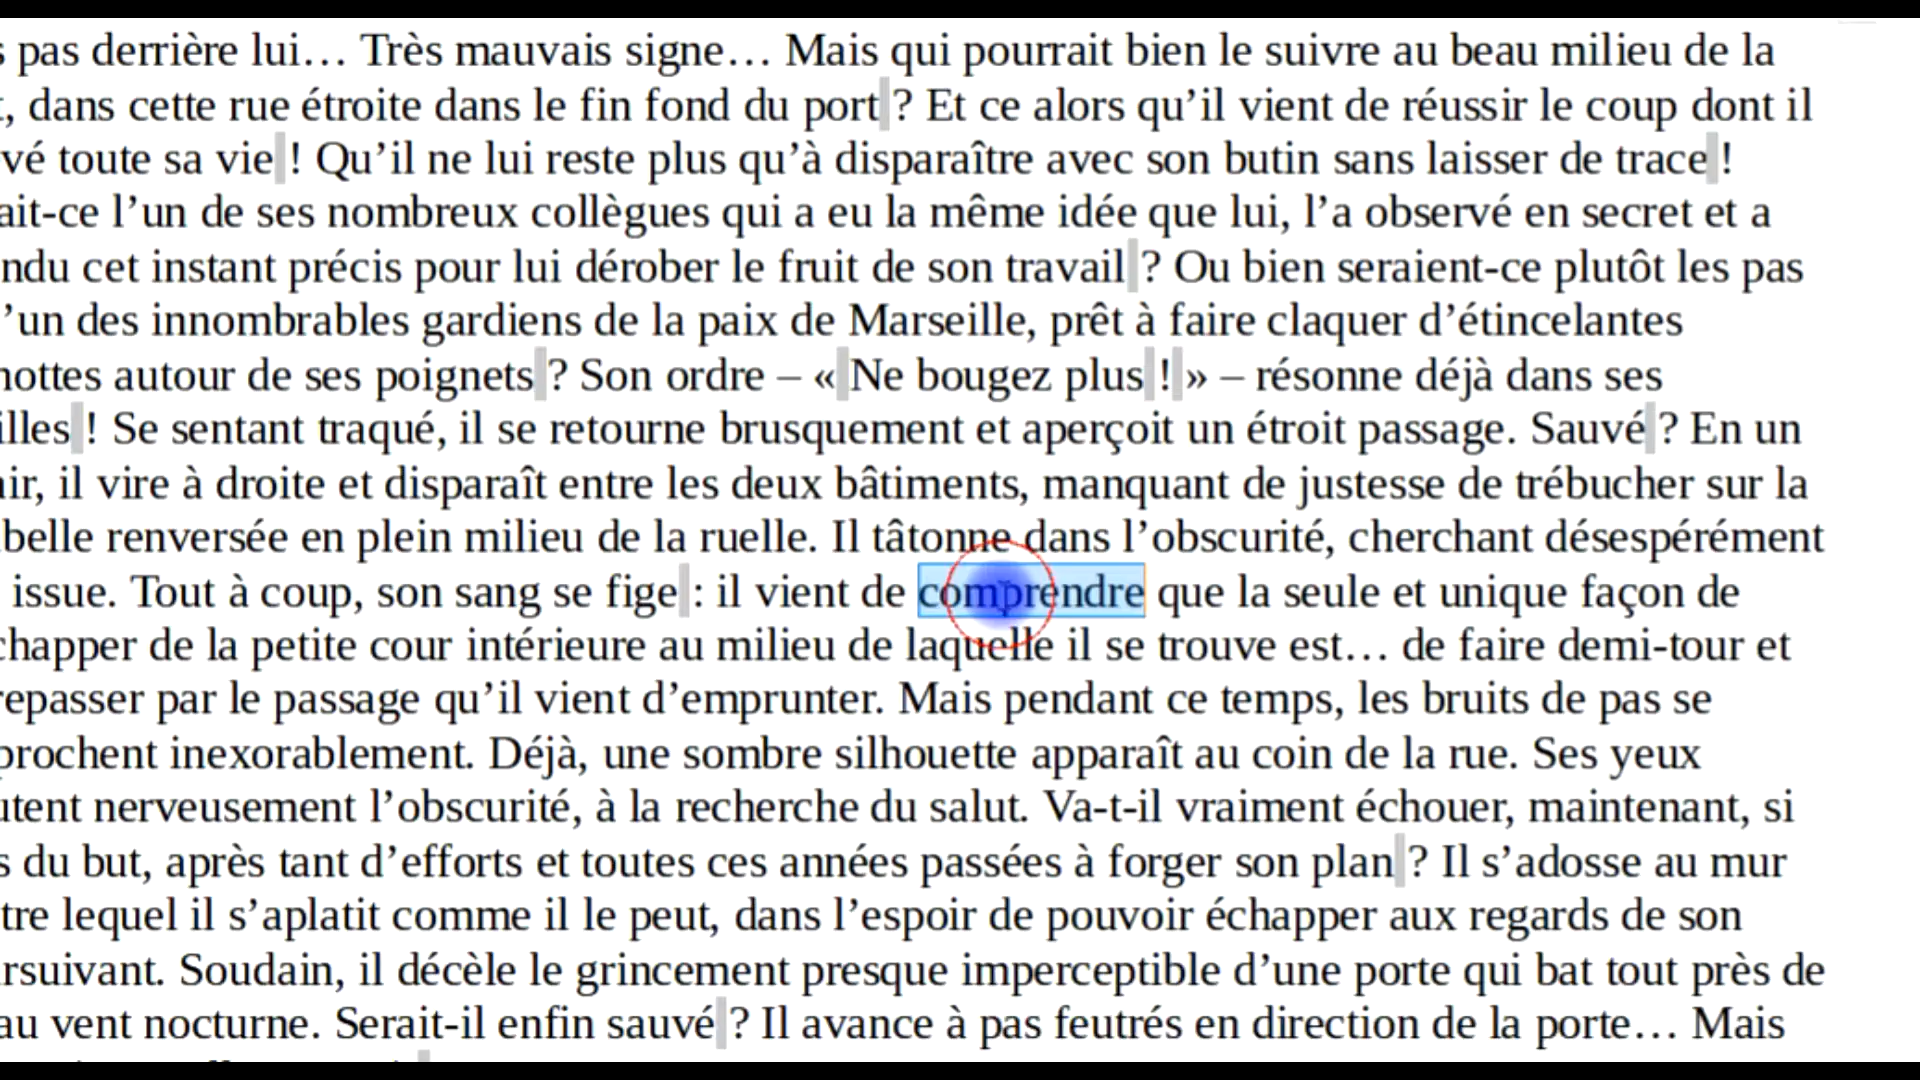 s pas derrière lui… Très mauvais signe… Mais qui pourrait bien le suivre au beau milieu de la
t, dans cette rue étroite dans le fin fond du port ? Et ce alors qu’il vient de réussir le coup dont il
vé toute sa vie ! Qu’il ne lui reste plus qu’à disparaître avec son butin sans laisser de trace !
ait-ce l’un de ses nombreux collègues qui a eu la même idée que lui, l’a observé en secret et a
ndu cet instant précis pour lui dérober le fruit de son travail ? Ou bien seraient-ce plutôt les pas
’un des innombrables gardiens de la paix de Marseille, prêt à faire claquer d’étincelantes
nottes autour de ses poignets ? Son ordre – « Ne bougez plus ! » – résonne déjà dans ses
illes ! Se sentant traqué, il se retourne brusquement et aperçoit un étroit passage. Sauvé ? En un
air, il vire à droite et disparaît entre les deux bâtiments, manquant de justesse de trébucher sur la
belle renversée en plein milieu de la ruelle. Il tâtonne dans l’obscurité, cherchant désespérément
issue. Tout à coup, son sang se fige : il vient de comprendre que la seule et unique façon de
chapper de la petite cour intérieure au milieu de laquelle il se trouve est… de faire demi-tour et
repasser par le passage qu’il vient d’emprunter. Mais pendant ce temps, les bruits de pas se
prochent inexorablement. Déjà, une sombre silhouette apparaît au coin de la rue. Ses yeux
utent nerveusement l’obscurité, à la recherche du salut. Va-t-il vraiment échouer, maintenant, si
s du but, après tant d’efforts et toutes ces années passées à forger son plan ? Il s’adosse au mur
tre lequel il s’aplatit comme il le peut, dans l’espoir de pouvoir échapper aux regards de son
rsuivant. Soudain, il décèle le grincement presque imperceptible d’une porte qui bat tout près de
au vent nocturne. Serait-il enfin sauvé ? Il avance à pas feutrés en direction de la porte… Mais